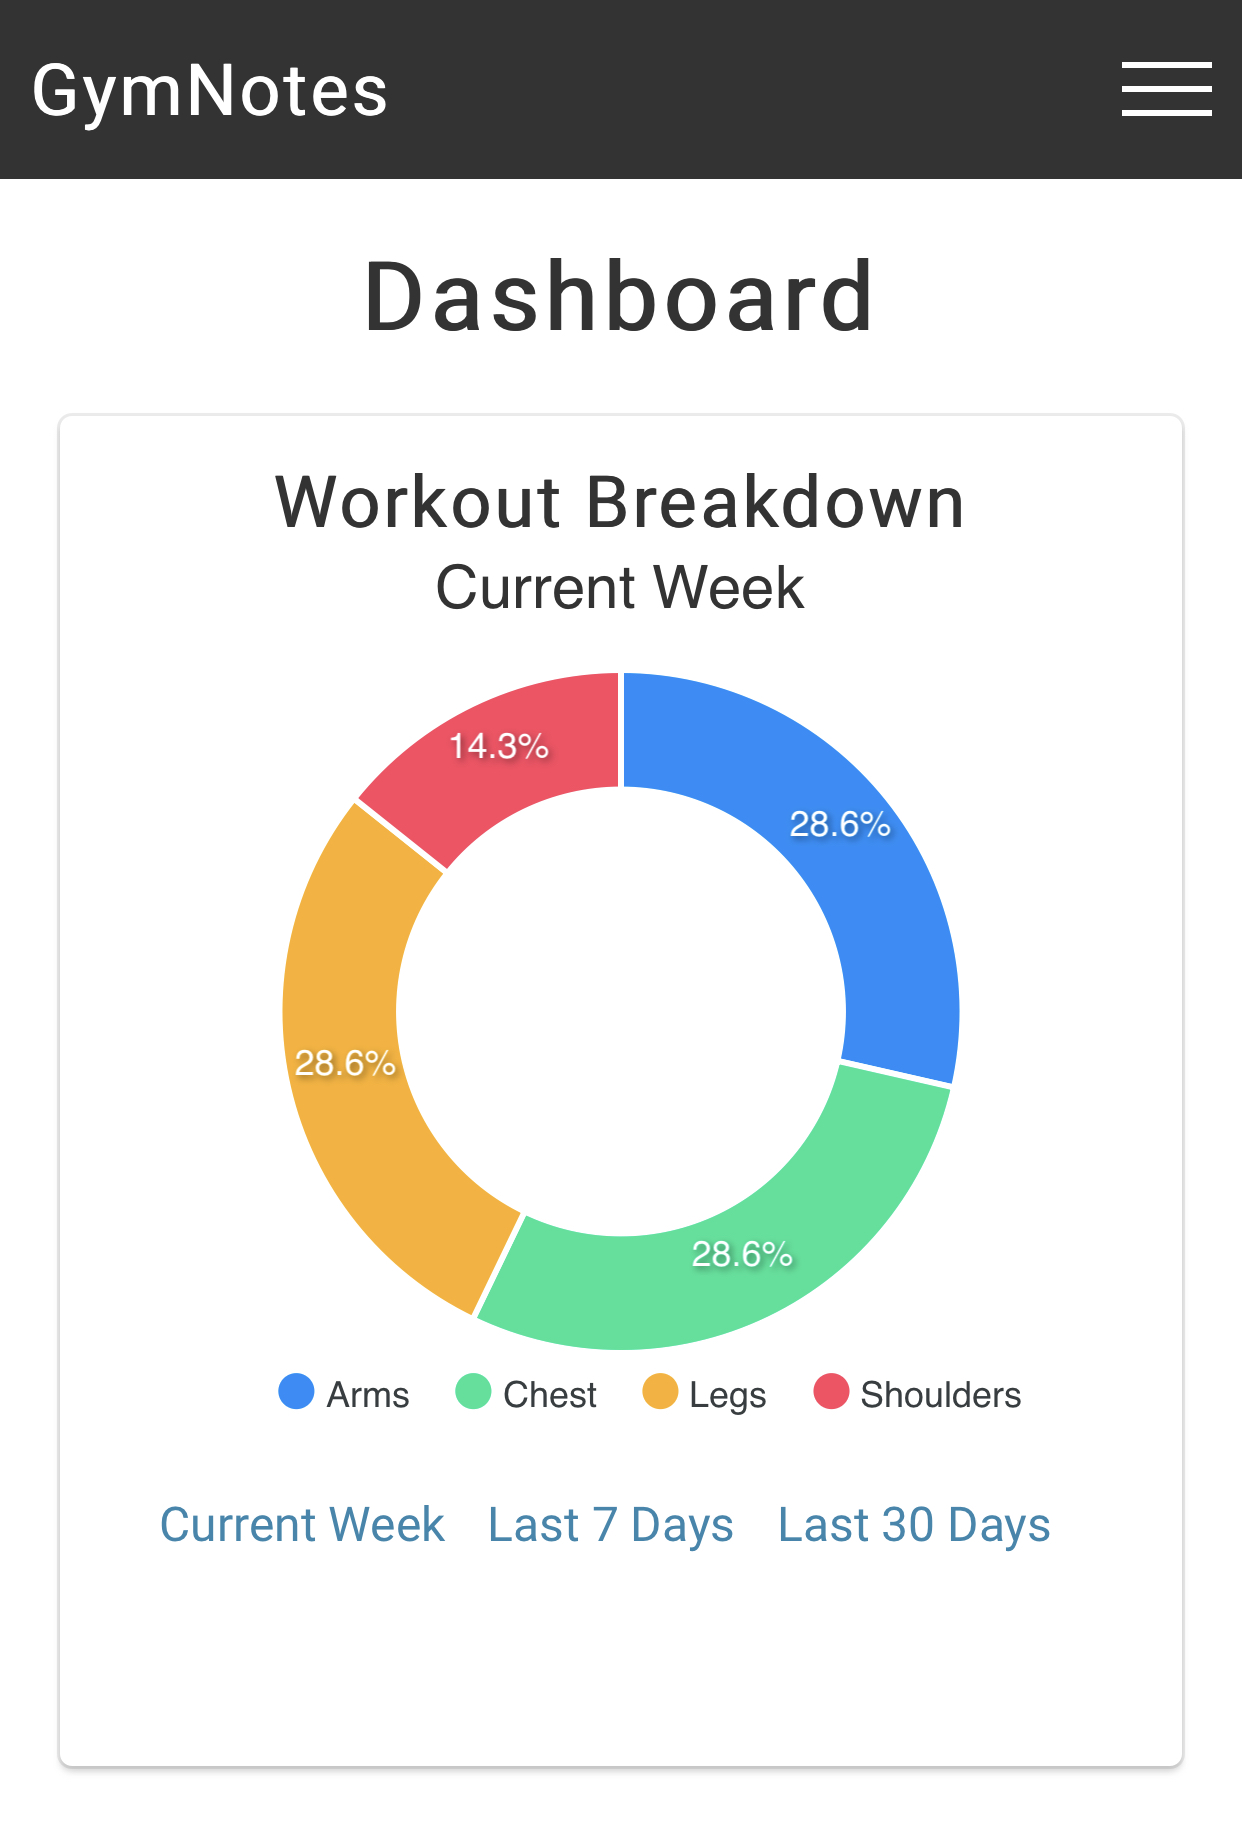 GymNotes
Dashboard
Workout Breakdown
Current Week
14.3%
28.6%
28.6%
28.6%
Arms Chest Legs Shoulders
Current Week Last 7 Days Last 30 Days